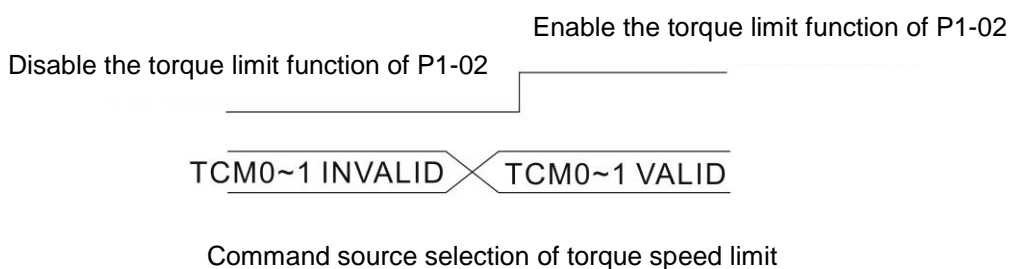 Enable the torque limit function of P1-02
Disable the torque limit function of P1-02
TCM0~1 INVALID
TCM0~1 VALID
Command source selection of torque speed limit